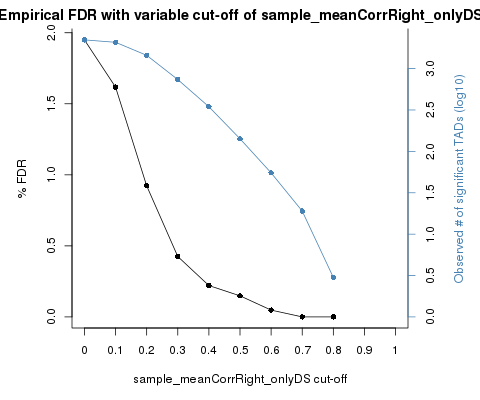 Empirical FDR with variable cut-off of sample_meanCorrRight_onlyDS
% FDR
0.0
0.5
1.0
1.5
2.0
0.0
0.5
1.0
1.5
2.0
2.5
3.0
Observed # of significant TADs (log10)
0 0.1 0.2 0.3 0.4 0.5 0.6 0.7 0.8 0.9 1
sample_meanCorrRight_onlyDS cut-off